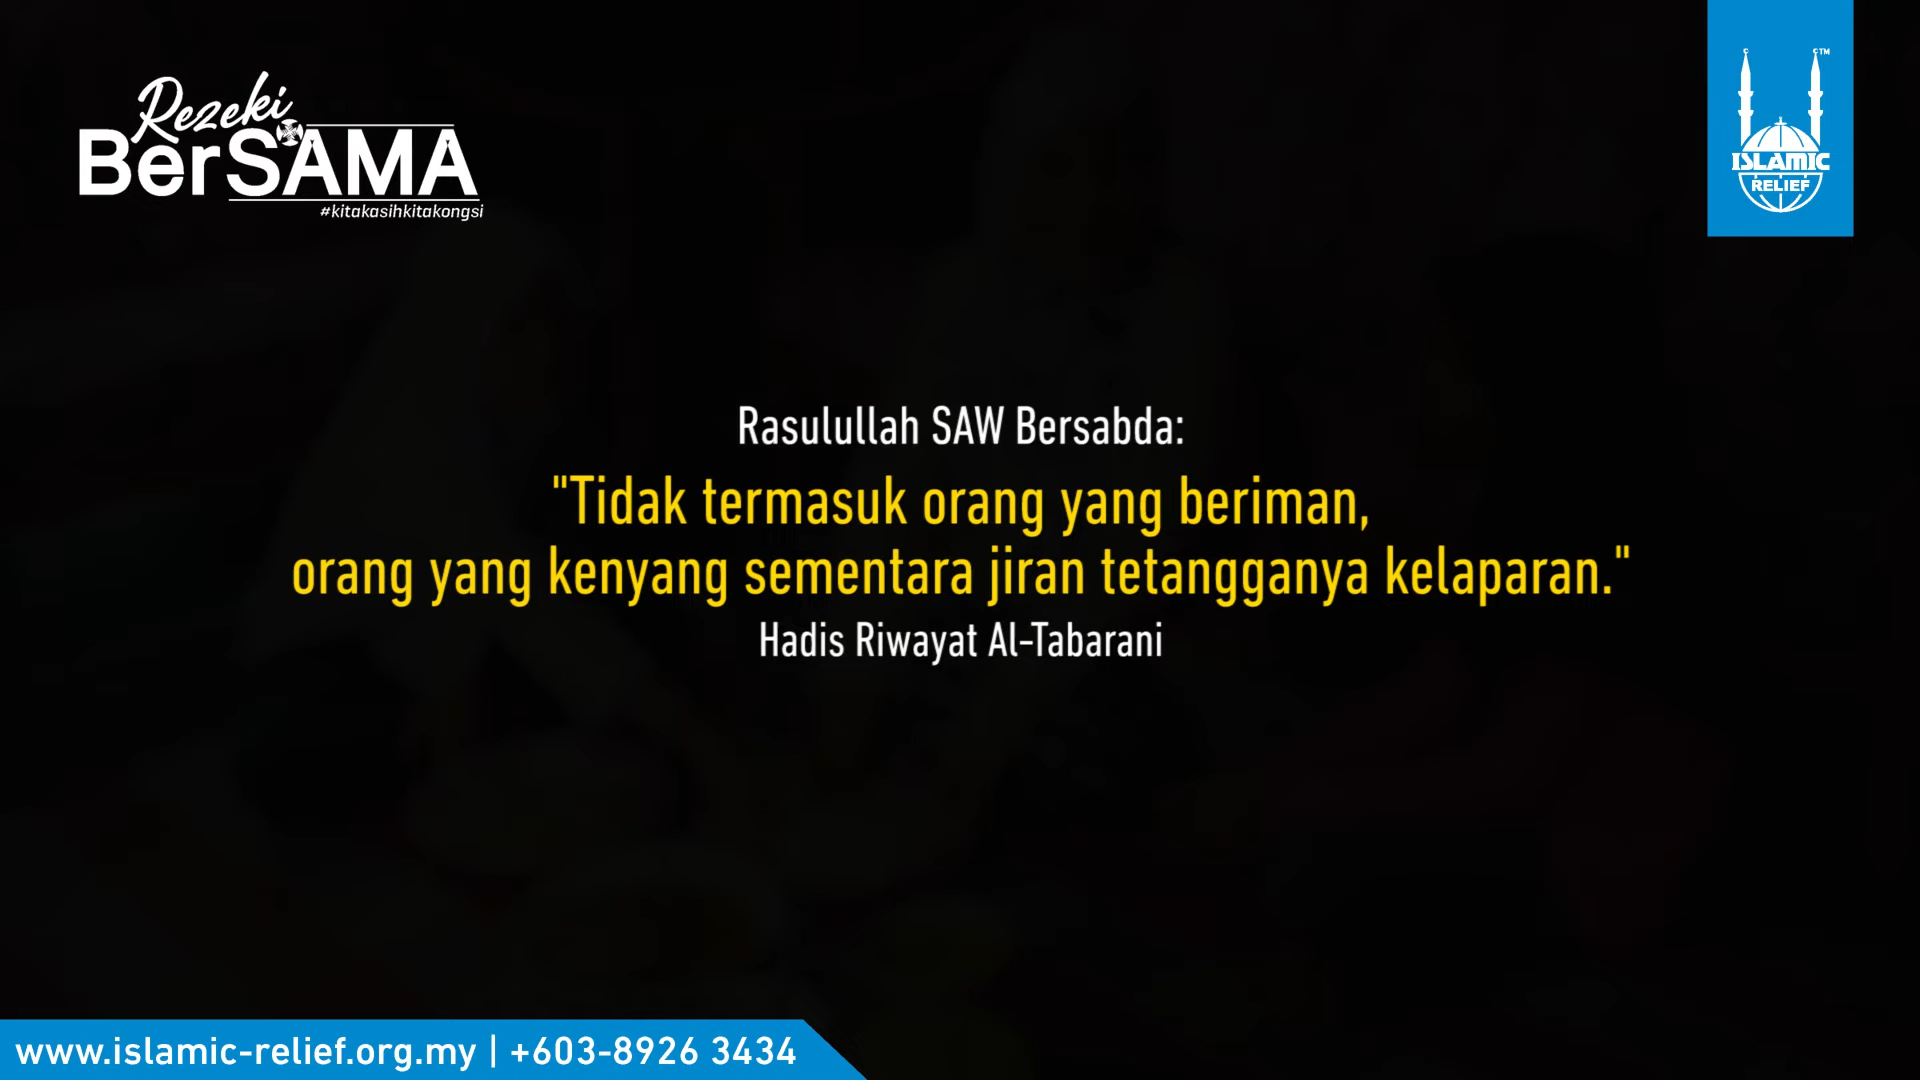 Rezeki
BerSAMA
#kitakasihkitakongsi
ISLAMIC
RELIEF
TM
Rasulullah SAW Bersabda:
"Tidak termasuk orang yang beriman,
orang yang kenyang sementara jiran tetangganya kelaparan."
Hadis Riwayat Al-Tabarani
www.islamic-relief.org.my | +603-8926 3434